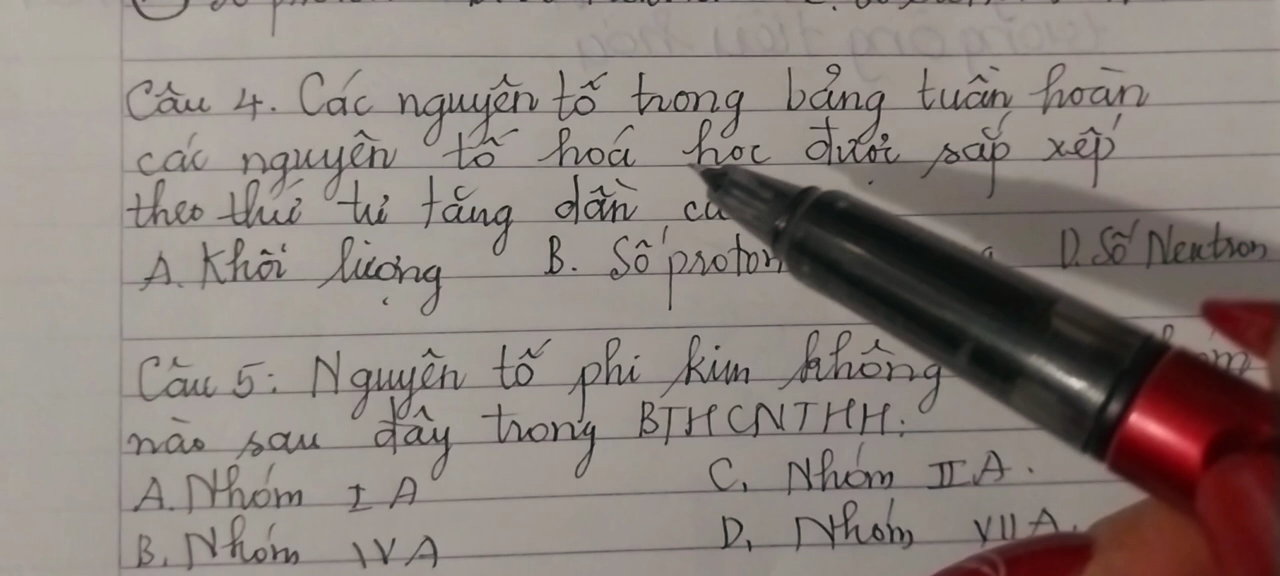 Câu 4. Các nguyên tố trong bảng tuần hoàn
các nguyên tố hoá học được sắp xếp
theo thứ tự tăng dần
A. Khối lượng B. Số proton D. Số Neutron
Câu 5: Nguyên tố phi kim không
nào sau đây trong BTHCNTHH.
A. Nhóm IA C. Nhóm IIA.
B. Nhóm IVA D. Nhóm VIIA.